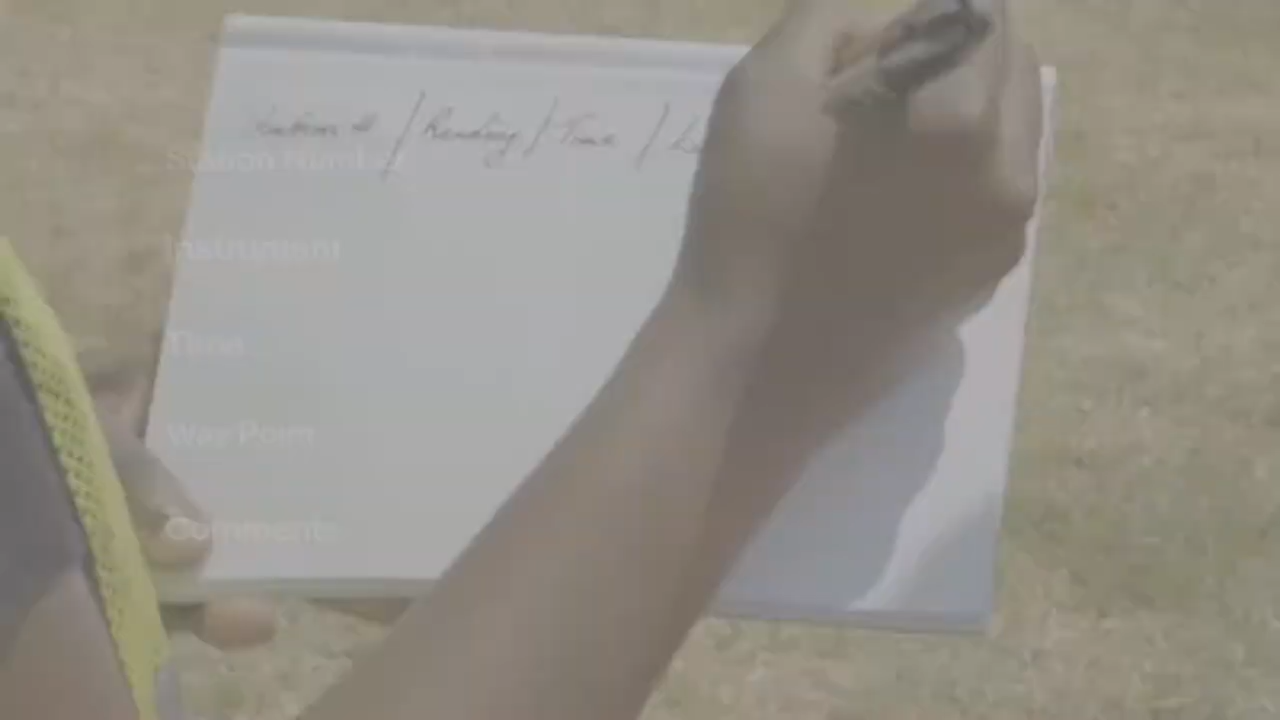 Station # / Reading / Time /
Station Number
Instrument
Time
Way Point
Comments